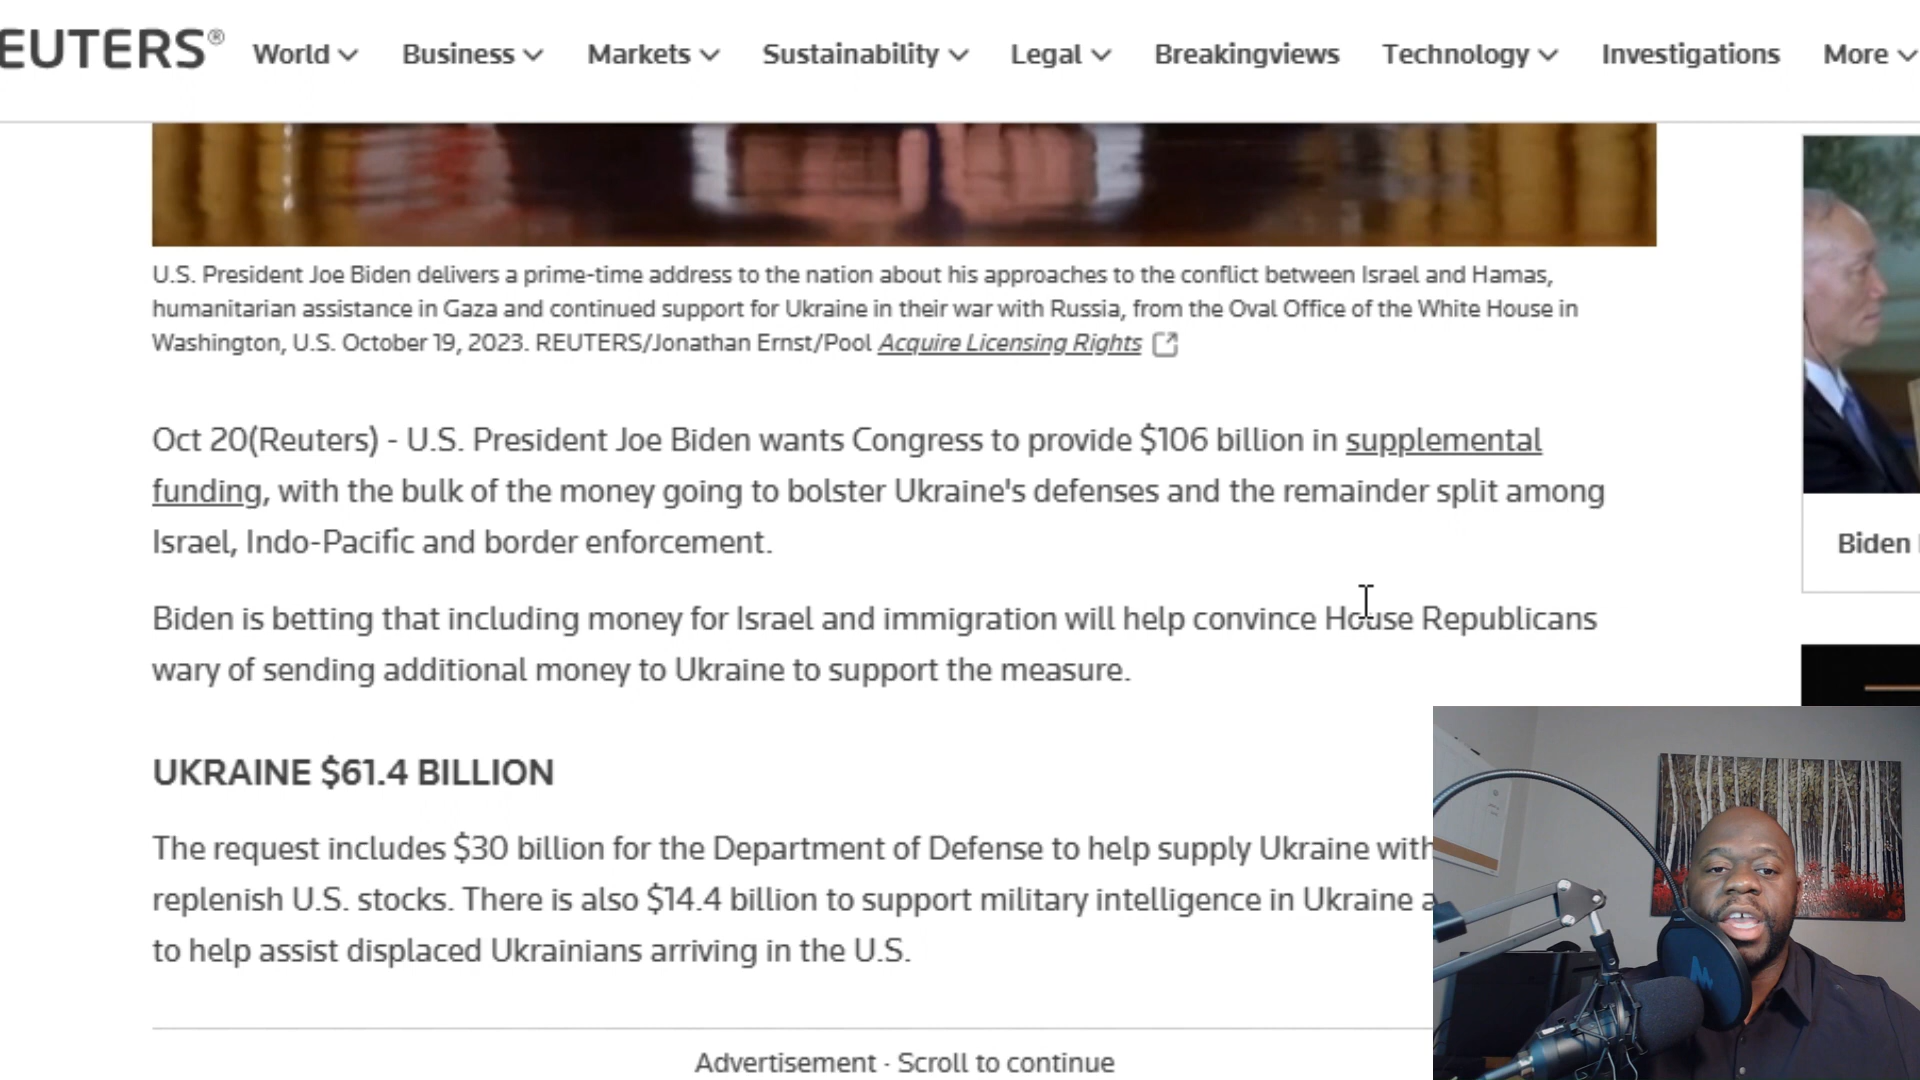 EUTERS®
World Business Markets Sustainability Legal Breakingviews Technology Investigations More
U.S. President Joe Biden delivers a prime-time address to the nation about his approaches to the conflict between Israel and Hamas,
humanitarian assistance in Gaza and continued support for Ukraine in their war with Russia, from the Oval Office of the White House in
Washington, U.S. October 19, 2023. REUTERS/Jonathan Ernst/Pool Acquire Licensing Rights
Oct 20(Reuters) - U.S. President Joe Biden wants Congress to provide $106 billion in supplemental
funding, with the bulk of the money going to bolster Ukraine's defenses and the remainder split among
Israel, Indo-Pacific and border enforcement.
Biden
Biden is betting that including money for Israel and immigration will help convince House Republicans
wary of sending additional money to Ukraine to support the measure.
UKRAINE $61.4 BILLION
The request includes $30 billion for the Department of Defense to help supply Ukraine with
replenish U.S. stocks. There is also $14.4 billion to support military intelligence in Ukraine a
to help assist displaced Ukrainians arriving in the U.S.
Advertisement · Scroll to continue